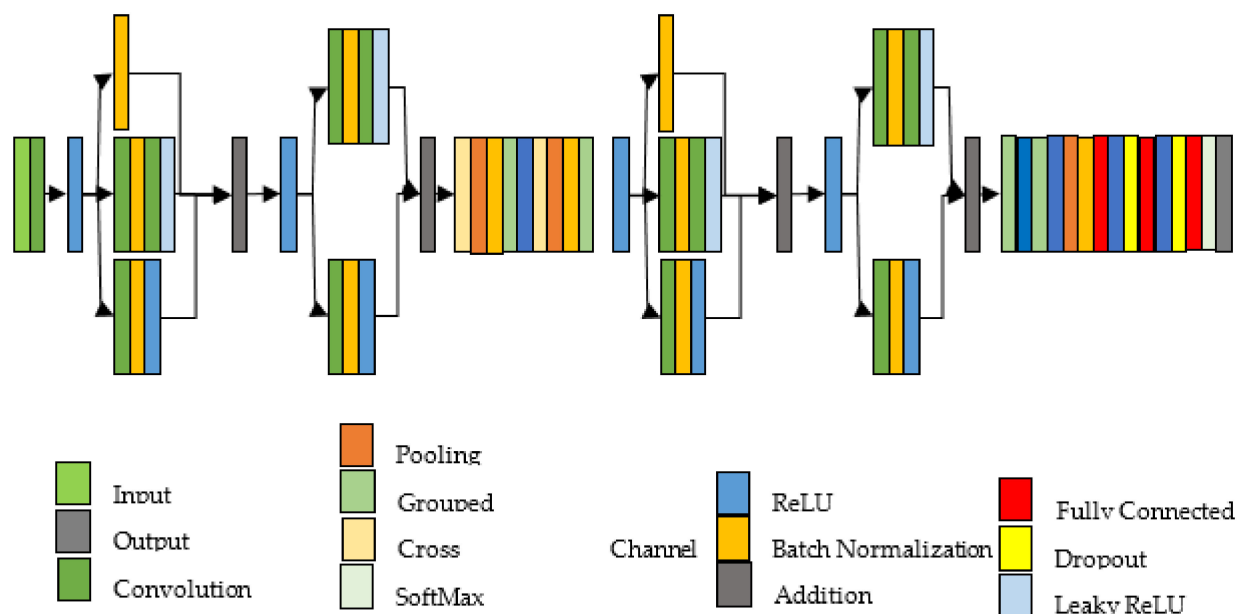 Input
Output
Convolution
Pooling
Grouped
Cross
SoftMax
Channel
ReLU
Batch Normalization
Addition
Fully Connected
Dropout
Leaky ReLU